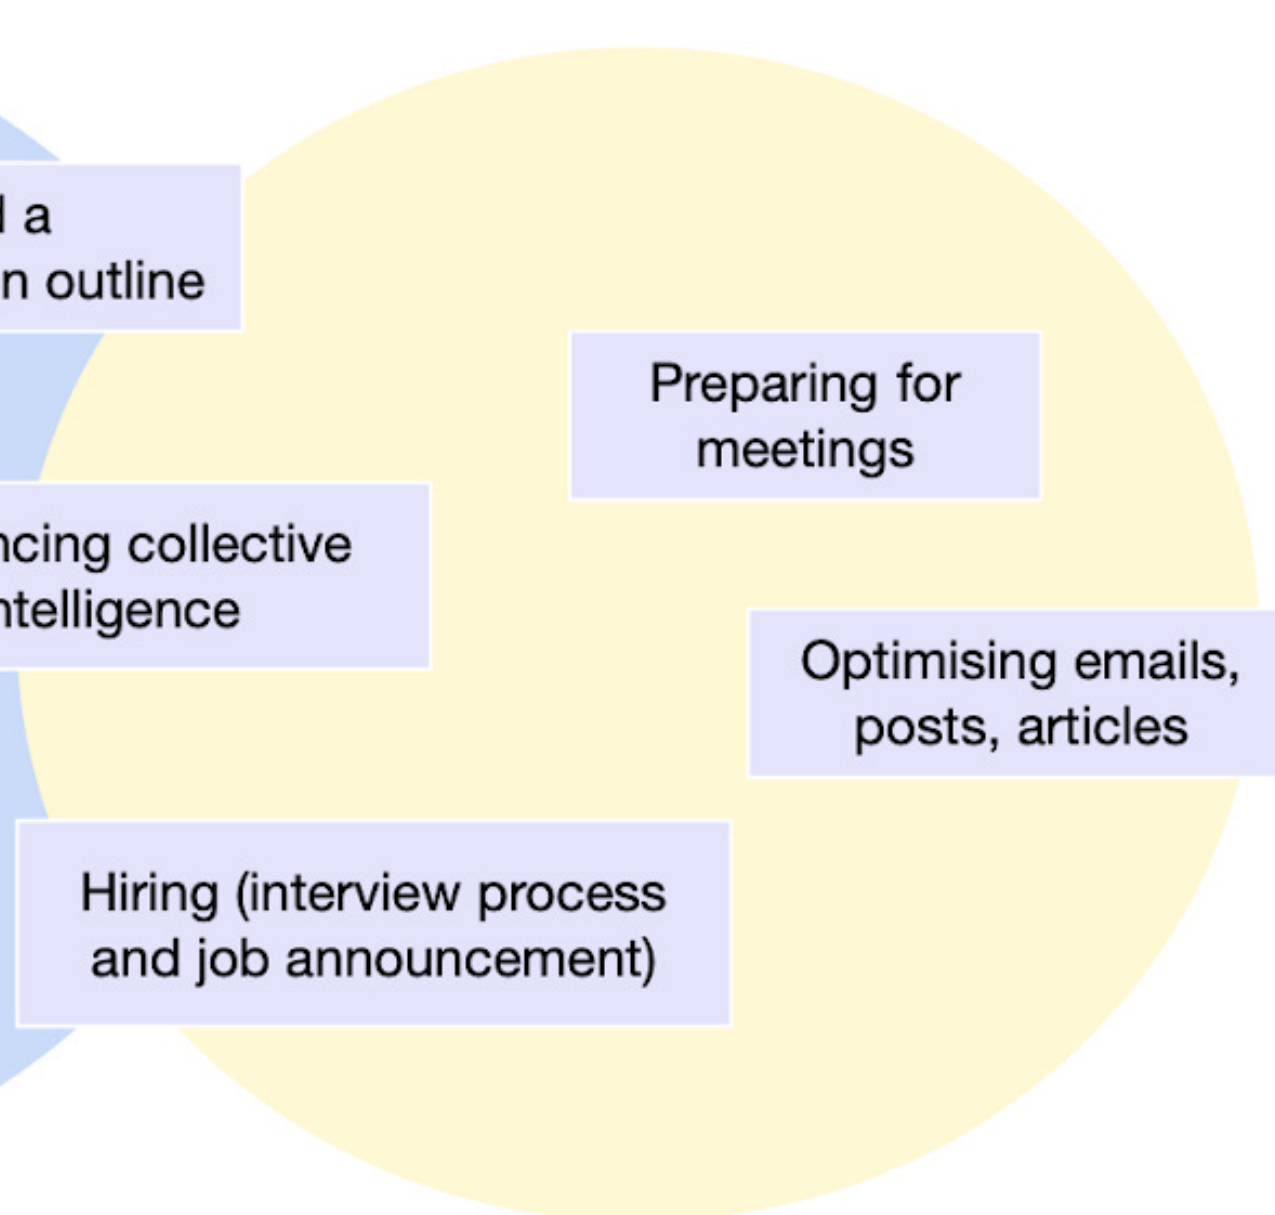 a
outline
Preparing for
meetings
collective
Optimising emails,
posts, articles
Hiring (interview process
and job announcement)